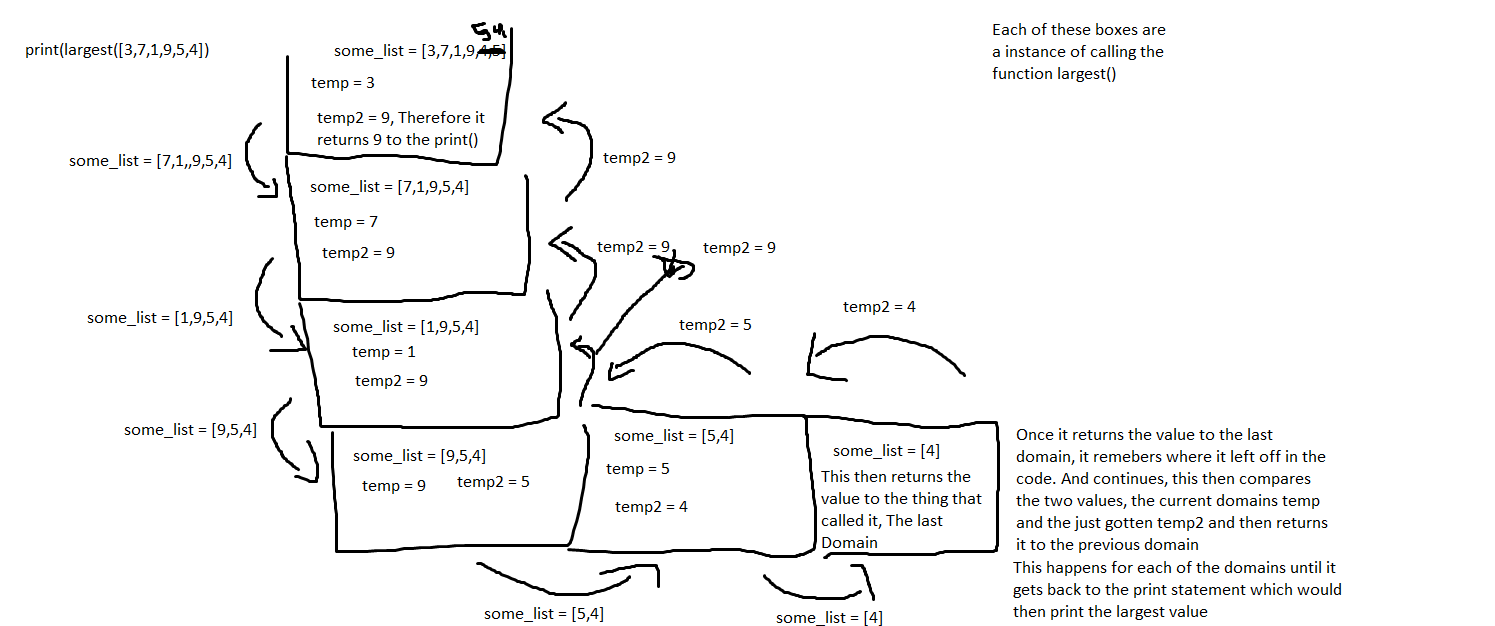 print(largest([3,7,1,9,5,4])
5 4
some_list = [3,7,1,9,4,5]
temp = 3
temp2 = 9, Therefore it
returns 9 to the print()
Each of these boxes are
a instance of calling the
function largest()
some_list = [7,1,,9,5,4]
temp2 = 9
some_list = [7,1,9,5,4]
temp = 7
temp2 = 9
temp2 = 9
temp2 = 9
some_list = [1,9,5,4]
some_list = [1,9,5,4]
temp = 1
temp2 = 9
temp2 = 5
temp2 = 4
some_list = [9,5,4]
some_list = [9,5,4]
temp = 9
temp2 = 5
some_list = [5,4]
temp = 5
temp2 = 4
some_list = [4]
This then returns the
value to the thing that
called it, The last
Domain
Once it returns the value to the last
domain, it remebers where it left off in the
code. And continues, this then compares
the two values, the current domains temp
and the just gotten temp2 and then returns
it to the previous domain
This happens for each of the domains until it
gets back to the print statement which would
then print the largest value
some_list = [5,4]
some_list = [4]